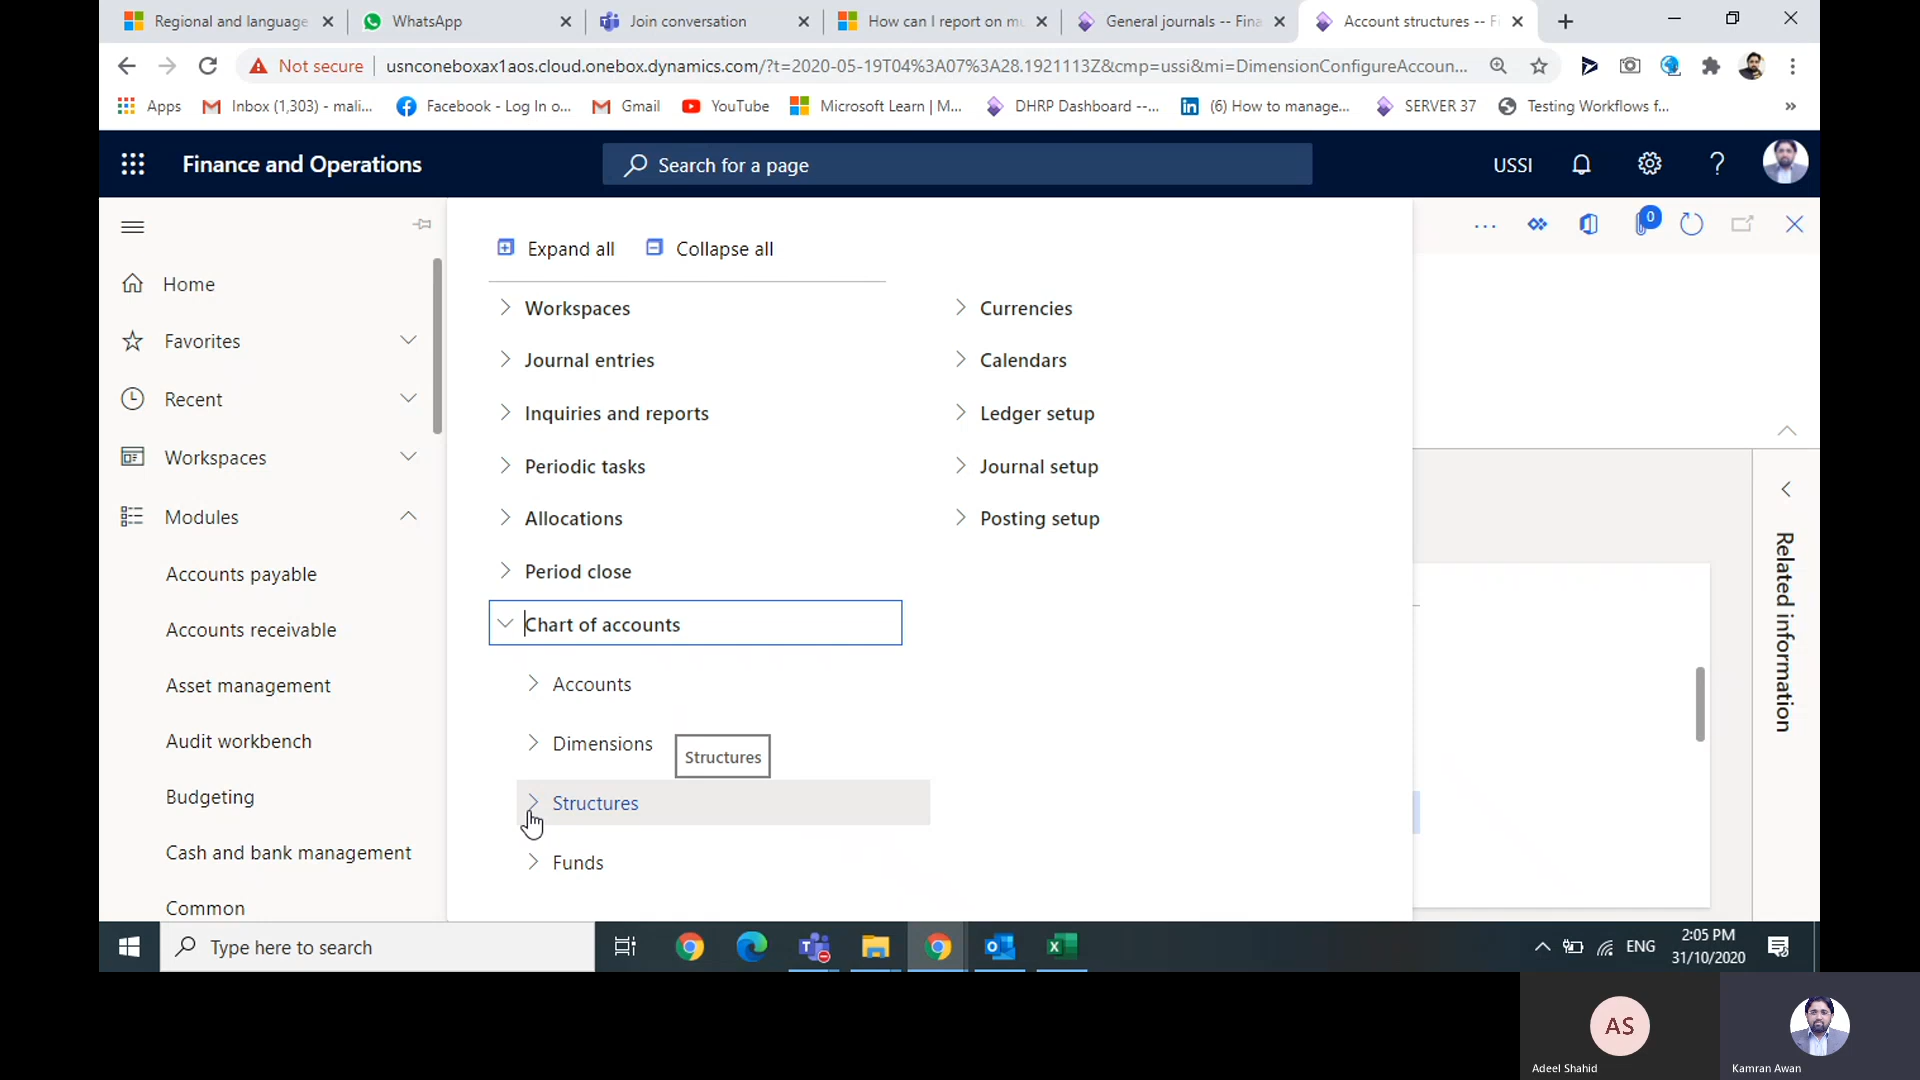 Regional and language
WhatsApp
Join conversation
How can I report on mu
General journals -- Fina
Account structures -- Fi
Not secure
usnconeboxax1aos.cloud.onebox.dynamics.com/?t=2020-05-19T04%3A07%3A28.1921113Z&cmp=ussi&mi=DimensionConfigureAccoun...
Apps
Inbox (1,303) - mali...
Facebook - Log In o...
Gmail
YouTube
Microsoft Learn | M...
DHRP Dashboard --...
(6) How to manage...
SERVER 37
Testing Workflows f...
»
Finance and Operations
Search for a page
USSI
?
0
Expand all
Collapse all
Home
Favorites
Recent
Workspaces
Modules
Accounts payable
Accounts receivable
Asset management
Audit workbench
Budgeting
Cash and bank management
Common
Workspaces
Journal entries
Inquiries and reports
Periodic tasks
Allocations
Period close
Chart of accounts
Accounts
Dimensions
Structures
Structures
Funds
Currencies
Calendars
Ledger setup
Journal setup
Posting setup
Related information
Type here to search
ENG
2:05 PM
31/10/2020
AS
Adeel Shahid
Kamran Awan